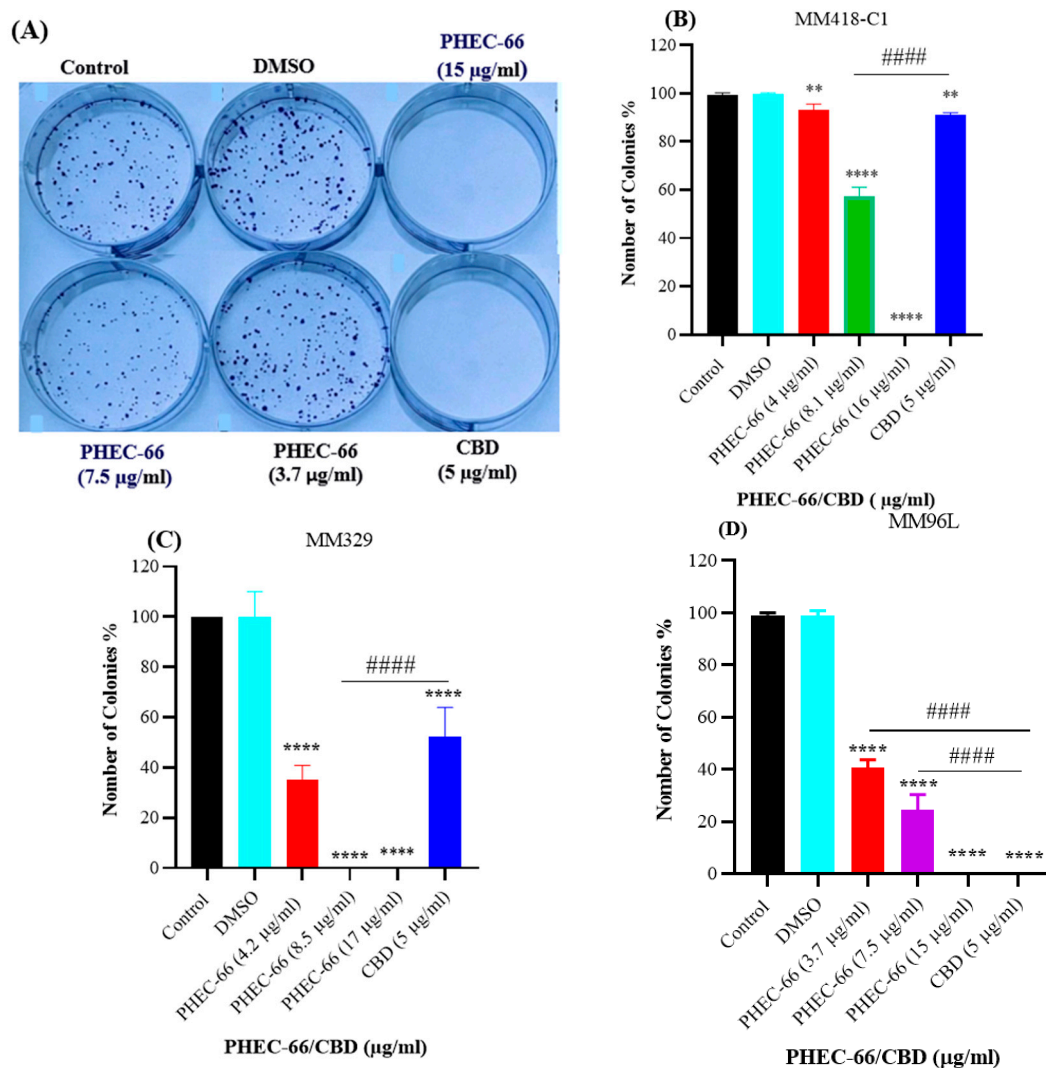 (A)
Control
DMSO
PHEC-66
(15 µg/ml)
PHEC-66
(7.5 µg/ml)
PHEC-66
(3.7 µg/ml)
CBD
(5 µg/ml)
(B)
MM418-C1
Nomber of Colonies %
120
100
80
60
40
20
0
**
****
****
####
**
Control
DMSO
PHEC-66 (4 µg/ml)
PHEC-66 (8.1 µg/ml)
PHEC-66 (16 µg/ml)
CBD (5 µg/ml)
PHEC-66/CBD ( µg/ml)
(C)
MM329
Nomber of Colonies %
120
100
80
60
40
20
0
****
****
****
####
****
Control
DMSO
PHEC-66 (4.2 µg/ml)
PHEC-66 (8.5 µg/ml)
PHEC-66 (17 µg/ml)
CBD (5 µg/ml)
PHEC-66/CBD (µg/ml)
(D)
MM96L
Nomber of Colonies %
120
100
80
60
40
20
0
####
####
****
****
****
****
Control
DMSO
PHEC-66 (3.7 µg/ml)
PHEC-66 (7.5 µg/ml)
PHEC-66 (15 µg/ml)
CBD (5 µg/ml)
PHEC-66/CBD (µg/ml)